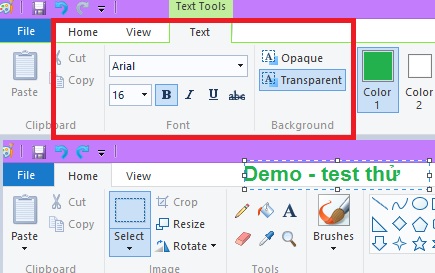 Text Tools
File Home View Text
Paste
Cut
Copy
Clipboard
Arial
16 B I U abc
Font
Opaque
Transparent
Background
Color 1
Color 2
File Home View
Demo - test thử
Paste
Cut
Copy
Clipboard
Select
Crop
Resize
Rotate
Image
A
Tools
Brushes